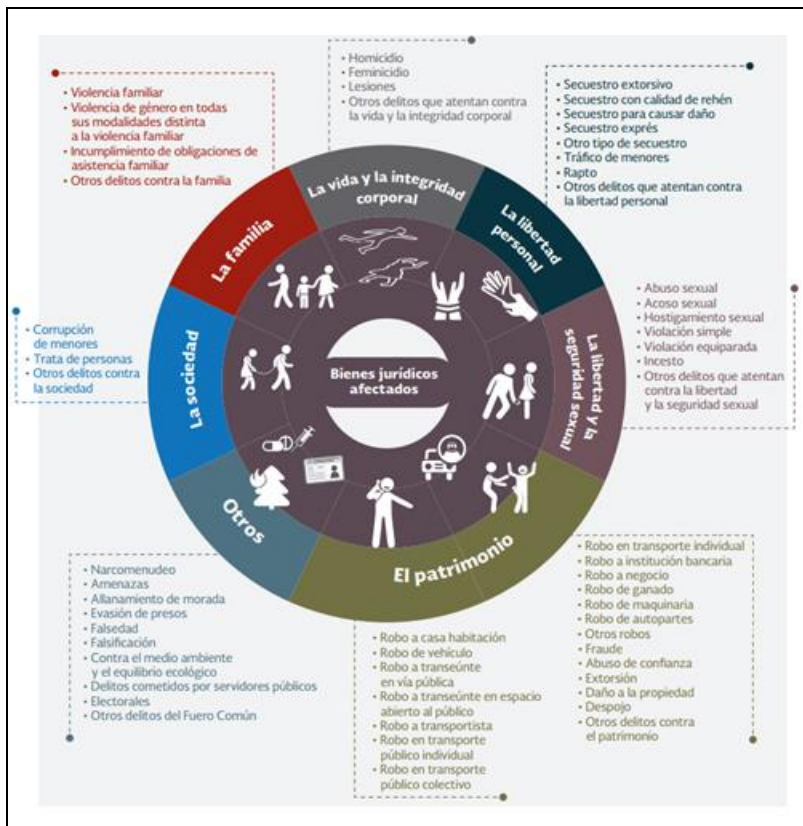 • Homicidio
• Feminicidio
• Lesiones
• Otros delitos que atentan contra
la vida y la integridad corporal
• Violencia familiar
• Violencia de género en todas
sus modalidades distinta
a la violencia familiar
• Incumplimiento de obligaciones de
asistencia familiar
• Otros delitos contra la familia
• Secuestro extorsivo
• Secuestro con calidad de rehén
• Secuestro para causar daño
• Secuestro exprés
• Otro tipo de secuestro
• Tráfico de menores
• Rapto
• Otros delitos que atentan contra
la libertad personal
La vida y la integridad
corporal
La familia
La libertad
personal
• Abuso sexual
• Acoso sexual
• Hostigamiento sexual
• Violación simple
• Violación equiparada
• Incesto
• Otros delitos que atentan
contra la libertad
y la seguridad sexual
• Corrupción
de menores
• Trata de personas
• Otros delitos contra
la sociedad
La sociedad
Bienes jurídicos
afectados
La libertad y la
seguridad sexual
Otros
El patrimonio
• Narcomenudeo
• Amenazas
• Allanamiento de morada
• Evasión de presos
• Falsedad
• Falsificación
• Contra el medio ambiente
y el equilibrio ecológico
• Delitos cometidos por servidores públicos
• Electorales
• Otros delitos del Fuero Común
• Robo a casa habitación
• Robo de vehículo
• Robo a transeúnte
en vía pública
• Robo a transeúnte en espacio
abierto al público
• Robo a transportista
• Robo en transporte
público individual
• Robo en transporte
público colectivo
• Robo en transporte individual
• Robo a institución bancaria
• Robo a negocio
• Robo de ganado
• Robo de maquinaria
• Robo de autopartes
• Otros robos
• Fraude
• Abuso de confianza
• Extorsión
• Daño a la propiedad
• Despojo
• Otros delitos contra
el patrimonio